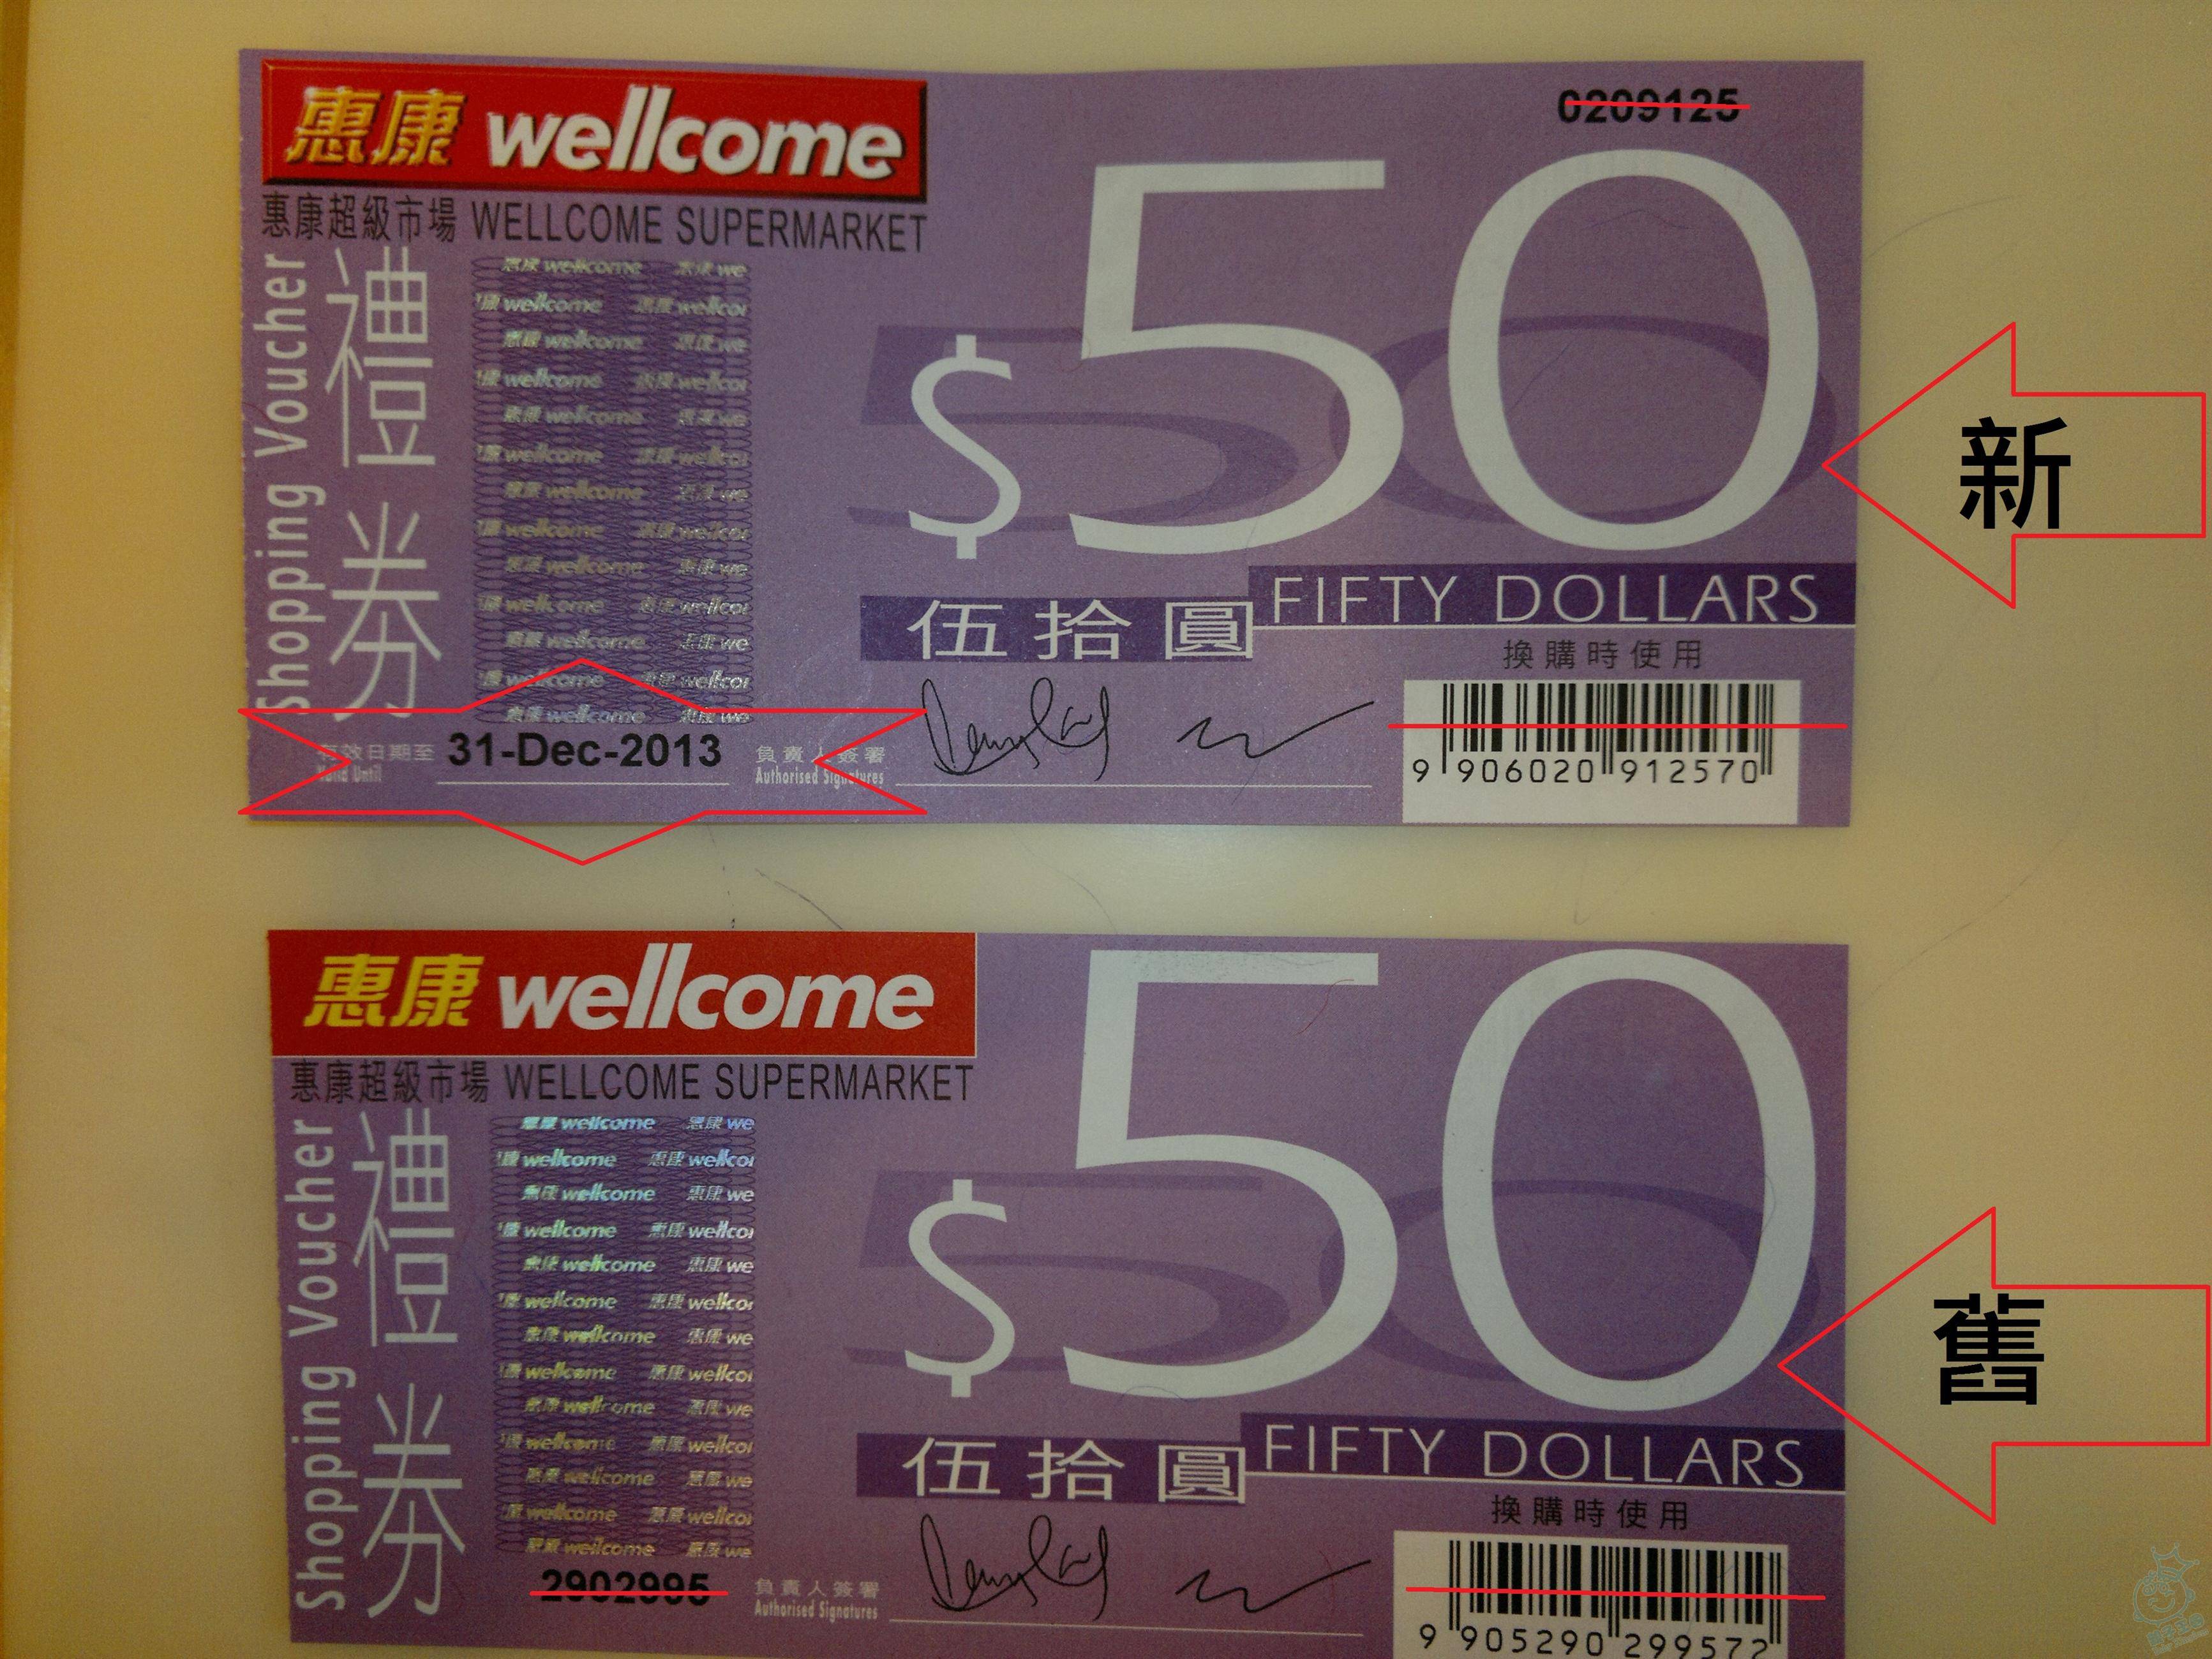 惠康 wellcome
0209125
惠康超級市場 WELLCOME SUPERMARKET
Shopping Voucher
禮券
$50
伍拾圓
FIFTY DOLLARS
換購時使用
有效日期至
Valid Until
31-Dec-2013
負責人簽署
Authorised Signatures
9 906020 912570
新
惠康 wellcome
惠康超級市場 WELLCOME SUPERMARKET
Shopping Voucher
禮券
$50
伍拾圓
FIFTY DOLLARS
換購時使用
2902995
負責人簽署
Authorised Signatures
9 905290 299572
舊